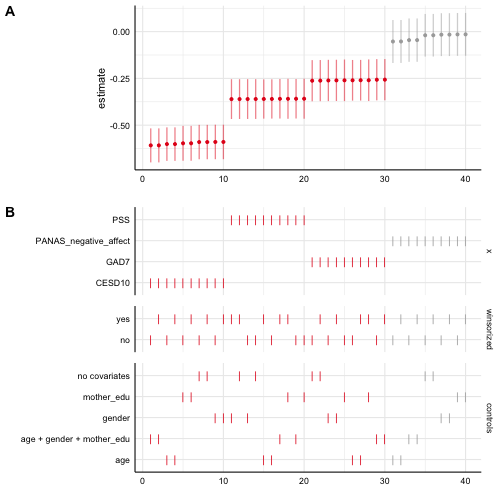 A
0.00
-0.25
-0.50
estimate
0 10 20 30 40
B
PSS
PANAS_negative_affect
GAD7
CESD10
x
yes
no
winsorized
no covariates
mother_edu
gender
age + gender + mother_edu
age
controls
0 10 20 30 40